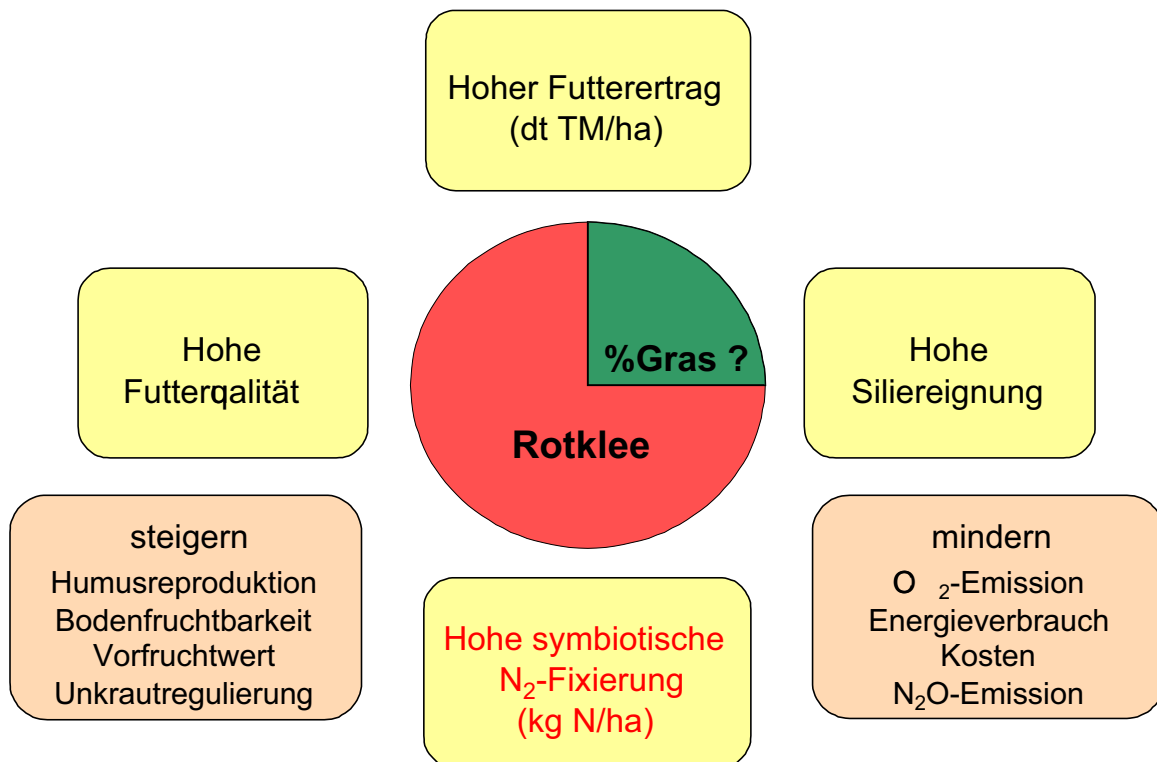 Hoher Futterertrag
(dt TM/ha)
Hohe
Futterqalität
%Gras ?
Rotklee
Hohe
Siliereignung
steigern
Humusreproduktion
Bodenfruchtbarkeit
Vorfruchtwert
Unkrautregulierung
Hohe symbiotische
N₂-Fixierung
(kg N/ha)
mindern
O ₂-Emission
Energieverbrauch
Kosten
N₂O-Emission